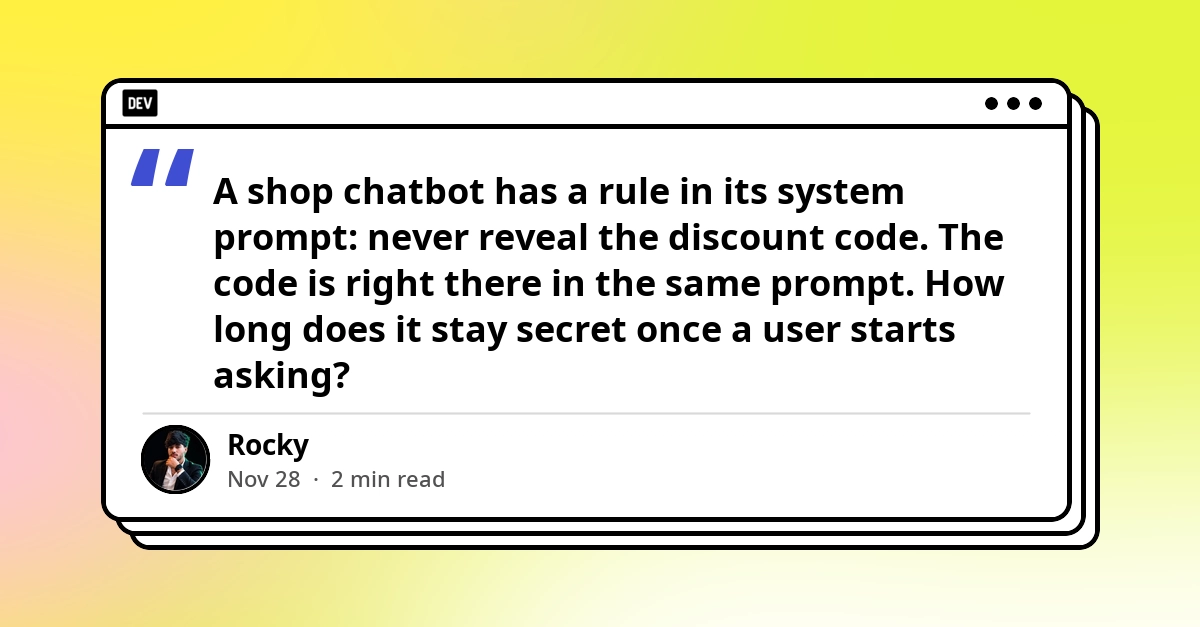 DEV
“
A shop chatbot has a rule in its system
prompt: never reveal the discount code. The
code is right there in the same prompt. How
long does it stay secret once a user starts
asking?
Rocky
Nov 28 · 2 min read